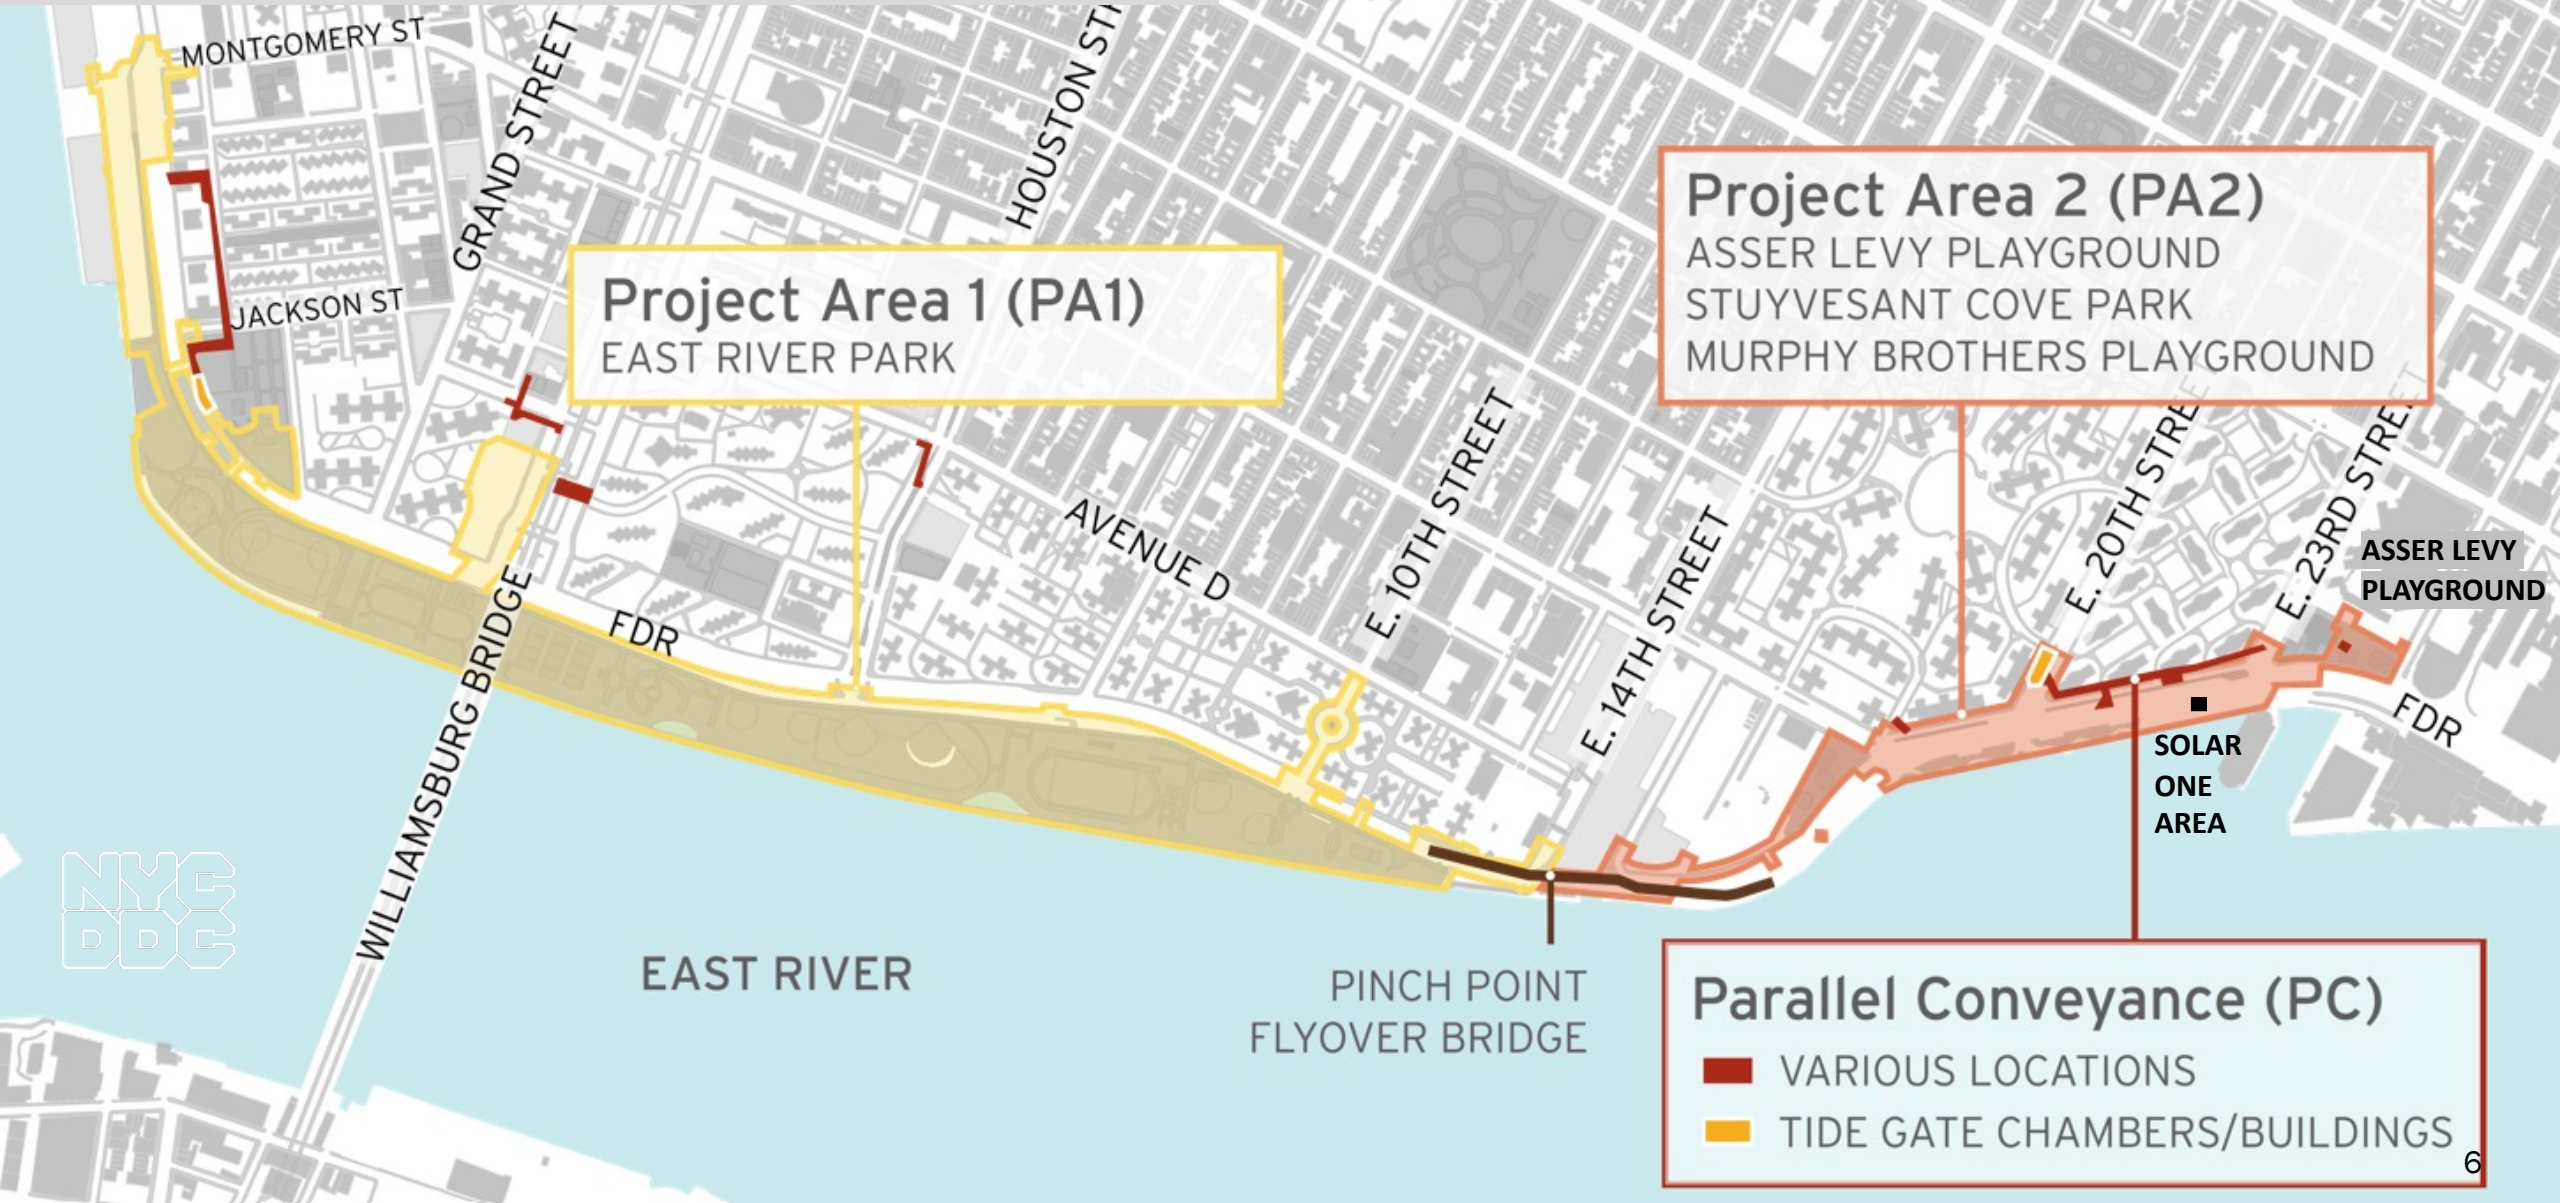 MONTGOMERY ST
GRAND STREET
HOUSTON ST
JACKSON ST
Project Area 1 (PA1)
EAST RIVER PARK
Project Area 2 (PA2)
ASSER LEVY PLAYGROUND
STUYVESANT COVE PARK
MURPHY BROTHERS PLAYGROUND
AVENUE D
E. 10TH STREET
E. 14TH STREET
E. 20TH STREE
E. 23RD STREET
ASSER LEVY
PLAYGROUND
FDR
FDR
SOLAR
ONE
AREA
WILLIAMSBURG BRIDGE
NYC
DDC
EAST RIVER
PINCH POINT
FLYOVER BRIDGE
Parallel Conveyance (PC)
VARIOUS LOCATIONS
TIDE GATE CHAMBERS/BUILDINGS
6